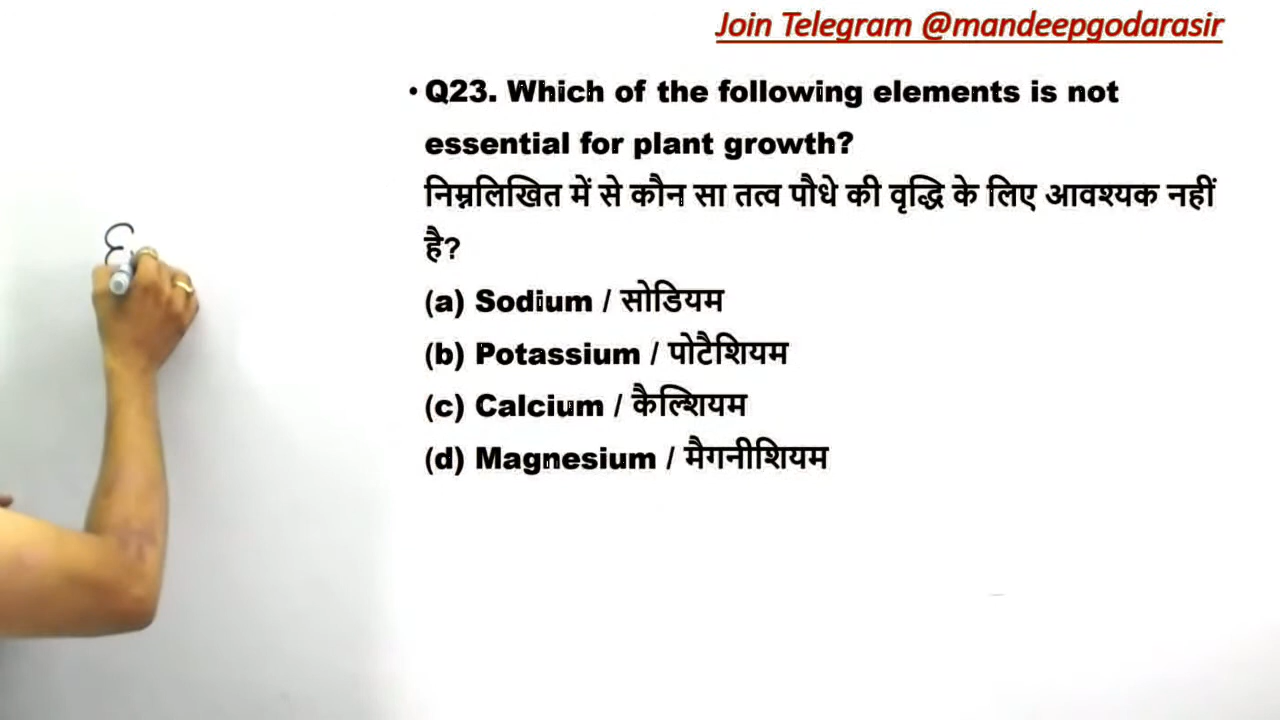 Join Telegram @mandeepgodarasir
• Q23. Which of the following elements is not
essential for plant growth?
निम्नलिखित में से कौन सा तत्व पौधे की वृद्धि के लिए आवश्यक नहीं
है?
(a) Sodium / सोडियम
(b) Potassium / पोटैशियम
(c) Calcium / कैल्शियम
(d) Magnesium / मैगनीशियम